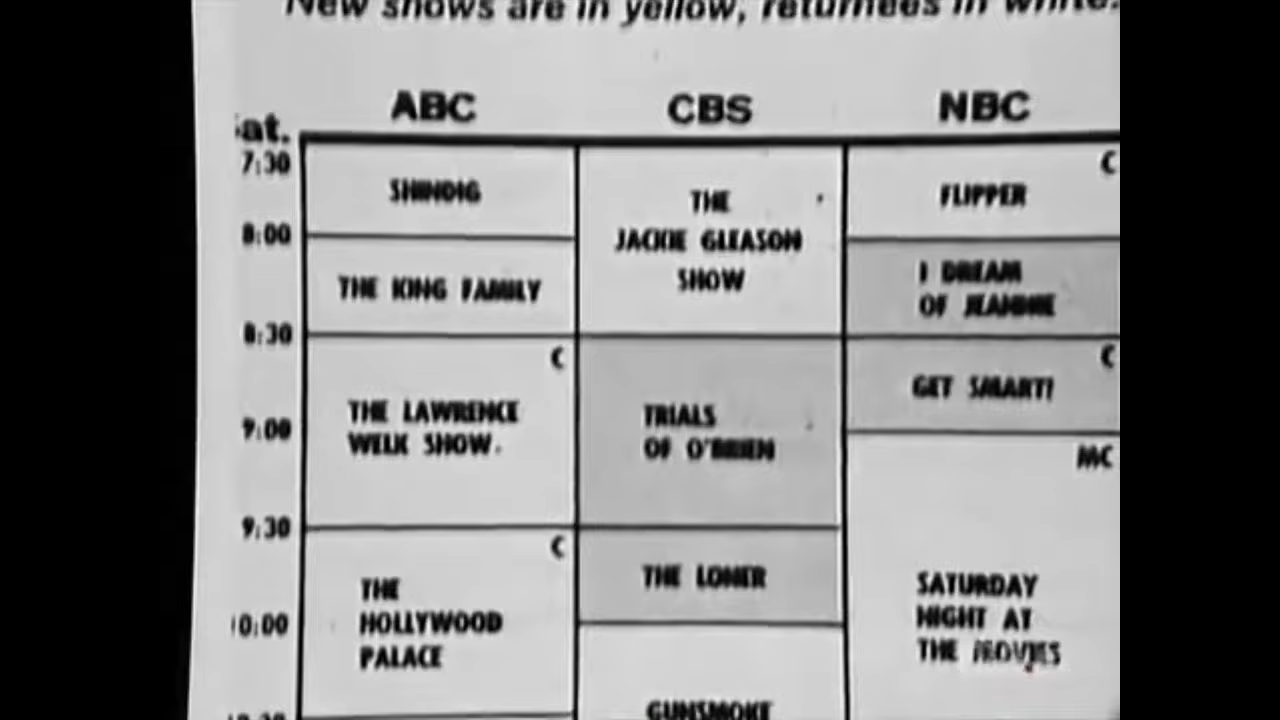 New shows are in yellow, returnees in white.
ABC CBS NBC
at.
7:30
SHINDIG
THE
JACKIE GLEASON
SHOW
C
FLIPPER
8:00
THE KING FAMILY
I DREAM
OF JEANNIE
8:30
C
THE LAWRENCE
WELK SHOW.
TRIALS
OF O'BRIEN
C
GET SMART!
9:00
MC
SATURDAY
NIGHT AT
THE MOVIES
9:30
C
THE
HOLLYWOOD
PALACE
THE LONER
10:00
GUNSMOKE